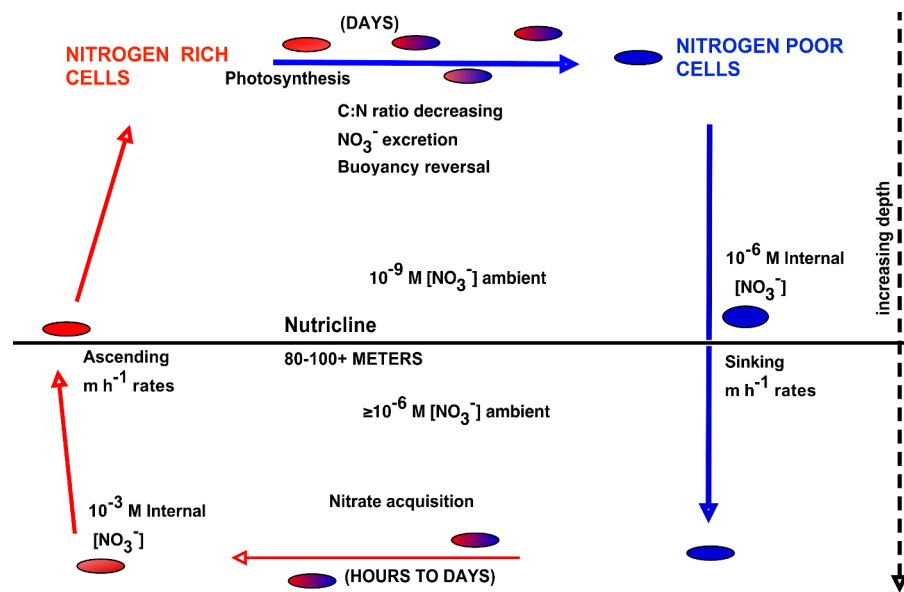 (DAYS)
NITROGEN RICH
CELLS
NITROGEN POOR
CELLS
Photosynthesis
C:N ratio decreasing
NO₃⁻ excretion
Buoyancy reversal
increasing depth
10⁻⁶ M Internal
[NO₃⁻]
10⁻⁹ M [NO₃⁻] ambient
Nutricline
80-100+ METERS
Ascending
m h⁻¹ rates
Sinking
m h⁻¹ rates
≥10⁻⁶ M [NO₃⁻] ambient
Nitrate acquisition
10⁻³ M Internal
[NO₃⁻]
(HOURS TO DAYS)